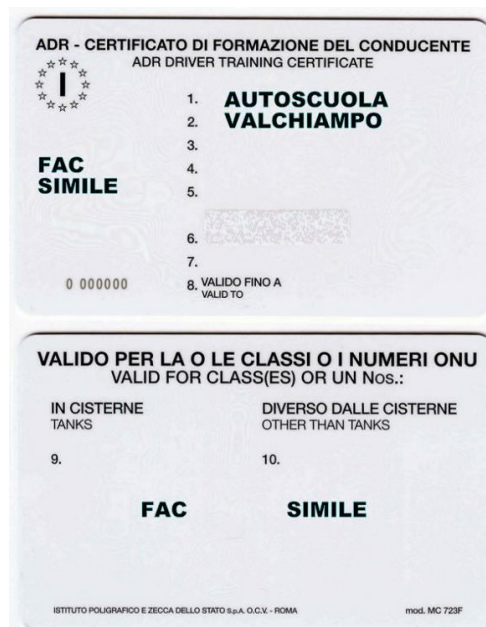 ADR - CERTIFICATO DI FORMAZIONE DEL CONDUCENTE
ADR DRIVER TRAINING CERTIFICATE
I
1. AUTOSCUOLA
2. VALCHIAMPO
3.
FAC
4.
SIMILE
5.
6.
7.
0 000000
8. VALIDO FINO A
VALID TO
VALIDO PER LA O LE CLASSI O I NUMERI ONU
VALID FOR CLASS(ES) OR UN Nos.:
IN CISTERNE
TANKS
DIVERSO DALLE CISTERNE
OTHER THAN TANKS
9.
10.
FAC SIMILE
ISTITUTO POLIGRAFICO E ZECCA DELLO STATO S.p.A. O.C.V. - ROMA
mod. MC 723F